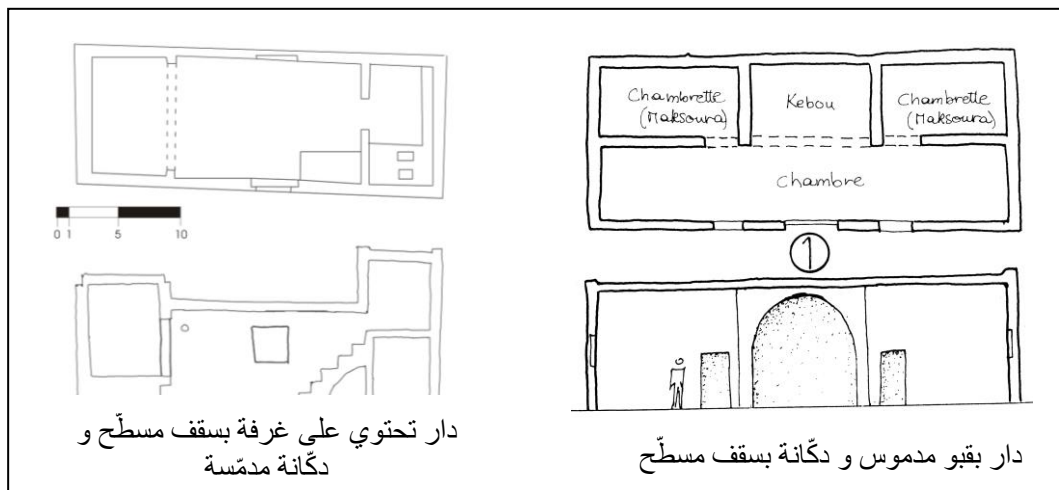 Chambrette
(Maksoura)
Kebou
Chambrette
(Maksoura)
Chambre
1
0 1 5 10
دار بقبو مدموس و دكّانة بسقف مسطّح
دار تحتوي على غرفة بسقف مسطّح و
دكّانة مدمّسة